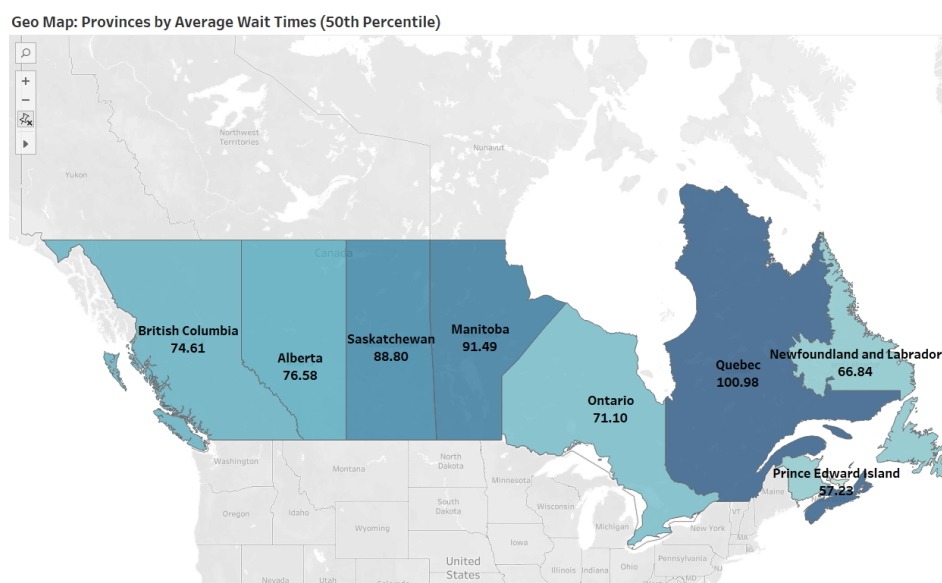 Geo Map: Provinces by Average Wait Times (50th Percentile)
Yukon
Northwest
Territories
Nunavut
Canada
British Columbia
74.61
Alberta
76.58
Saskatchewan
88.80
Manitoba
91.49
Ontario
71.10
Quebec
100.98
Newfoundland and Labrador
66.84
Prince Edward Island
57.23
Washington
Montana
North
Dakota
Minnesota
Oregon
Idaho
Wyoming
South
Dakota
Wisconsin
Michigan
New York
VT
Maine
MA
Iowa
Nevada
Utah
United
States
Illinois
Indiana
Ohio
Pennsylvania
NJ
MD